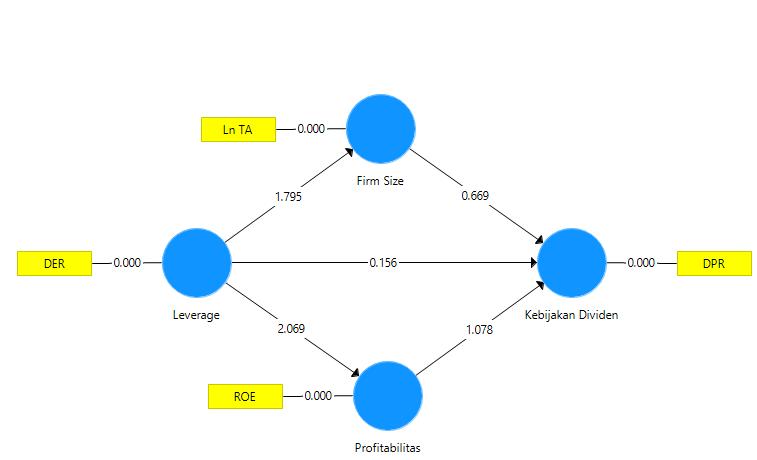 Ln TA
0.000
Firm Size
1.795
0.669
DER
0.000
0.156
0.000
DPR
Leverage
Kebijakan Dividen
2.069
1.078
ROE
0.000
Profitabilitas